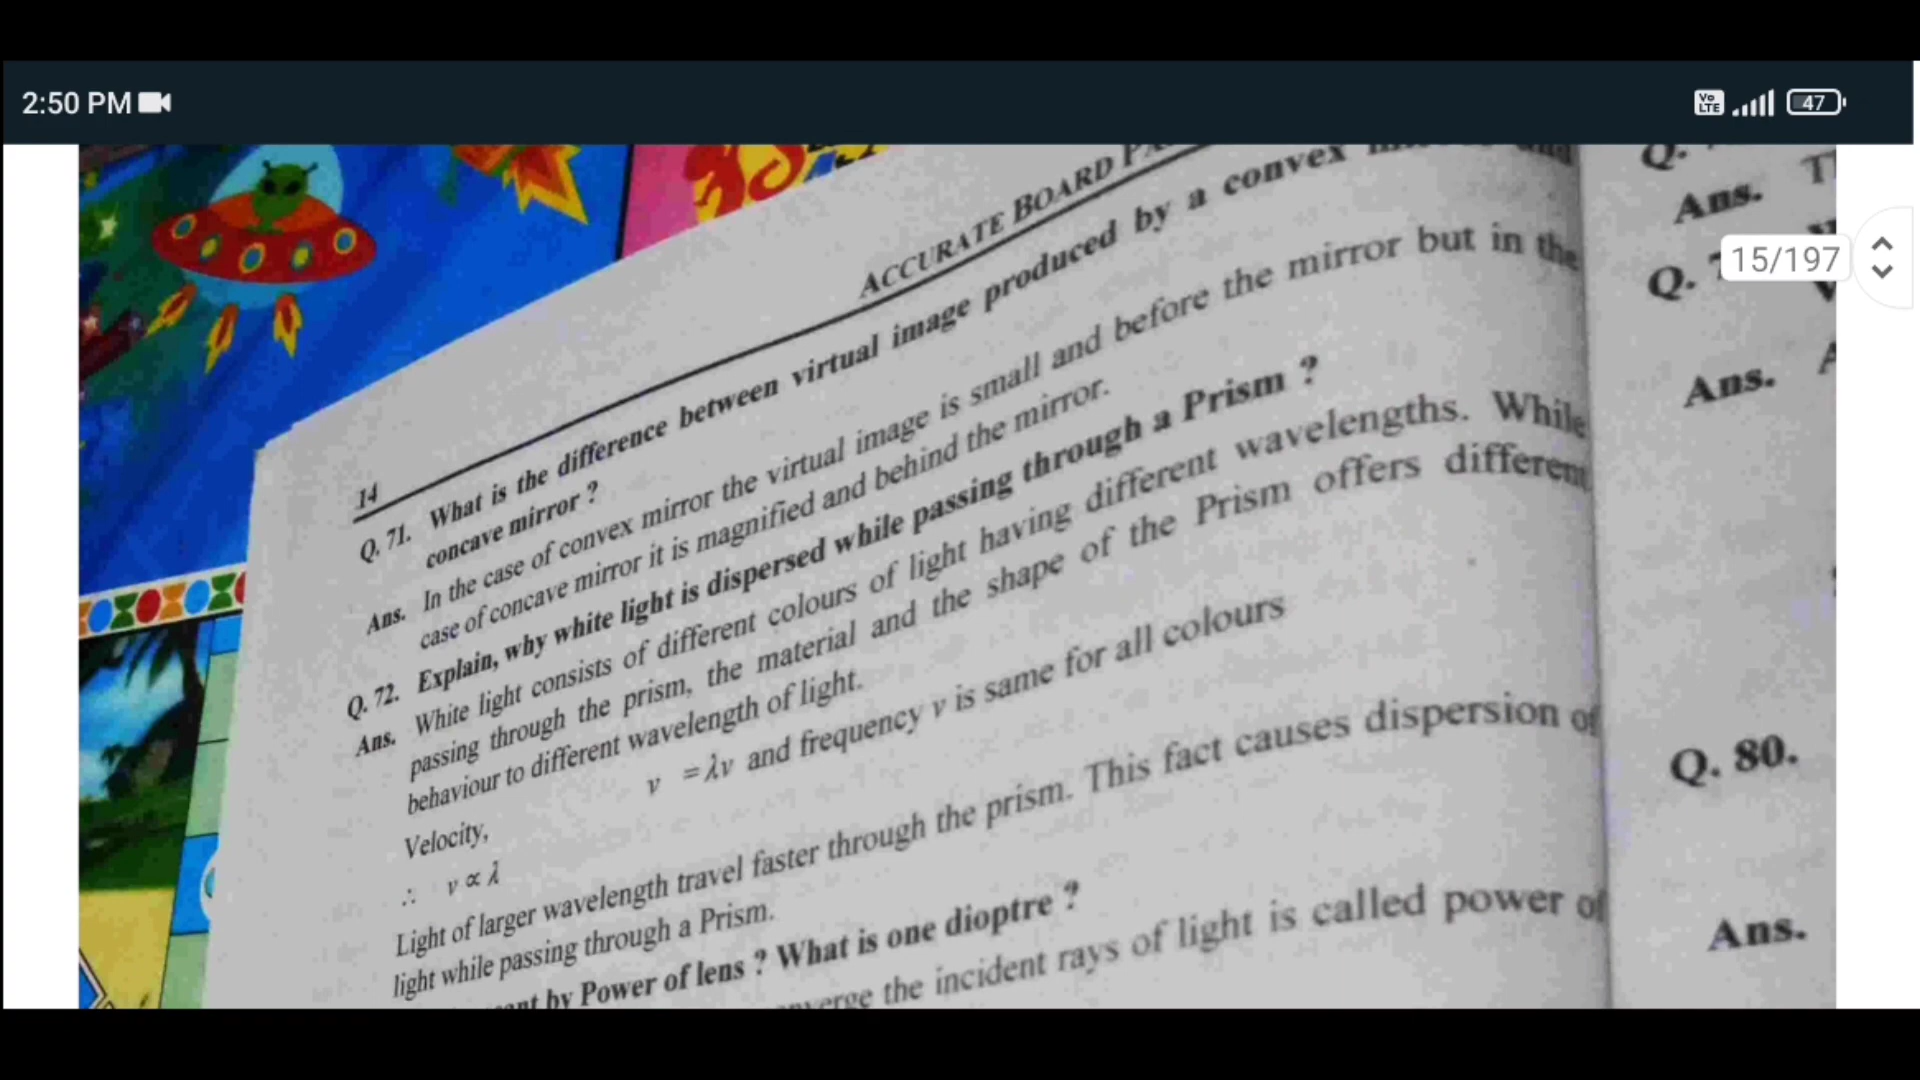 2:50 PM
Vo LTE
47
15/197
ACCURATE BOARD
14
Q. 71. What is the difference between virtual image produced by a convex
concave mirror ?
Ans. In the case of convex mirror the virtual image is small and before the mirror but in the
case of concave mirror it is magnified and behind the mirror.
Q. 72. Explain, why white light is dispersed while passing through a Prism ?
Ans. White light consists of different colours of light having different wavelengths. While
passing through the prism, the material and the shape of the Prism offers different
behaviour to different wavelength of light.
Velocity, v = λν and frequency ν is same for all colours
∴ v ∝ λ
Light of larger wavelength travel faster through the prism. This fact causes dispersion of
light while passing through a Prism.
by Power of lens ? What is one dioptre ?
the incident rays of light is called power of
Q.
Ans.
Q.
Ans.
Q. 80.
Ans.